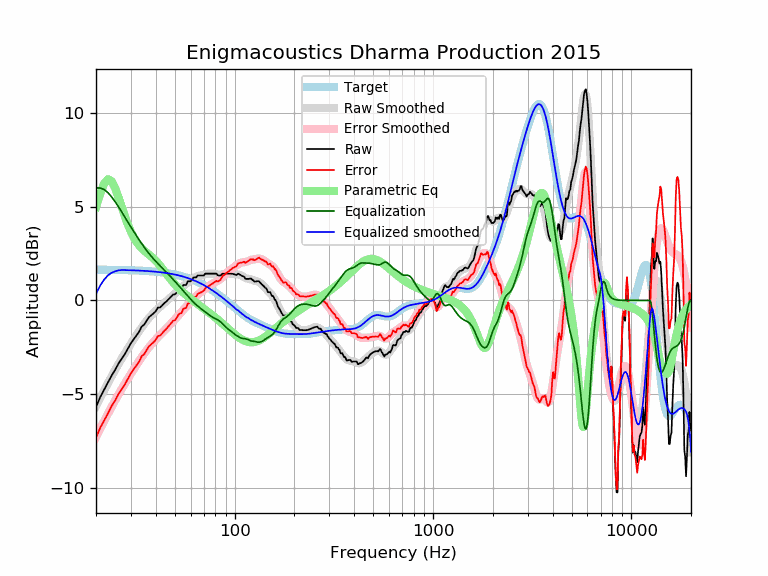 Enigmacoustics Dharma Production 2015
Target
Raw Smoothed
Error Smoothed
Raw
Error
Parametric Eq
Equalization
Equalized smoothed
10
5
0
−5
−10
Amplitude (dBr)
100
1000
10000
Frequency (Hz)